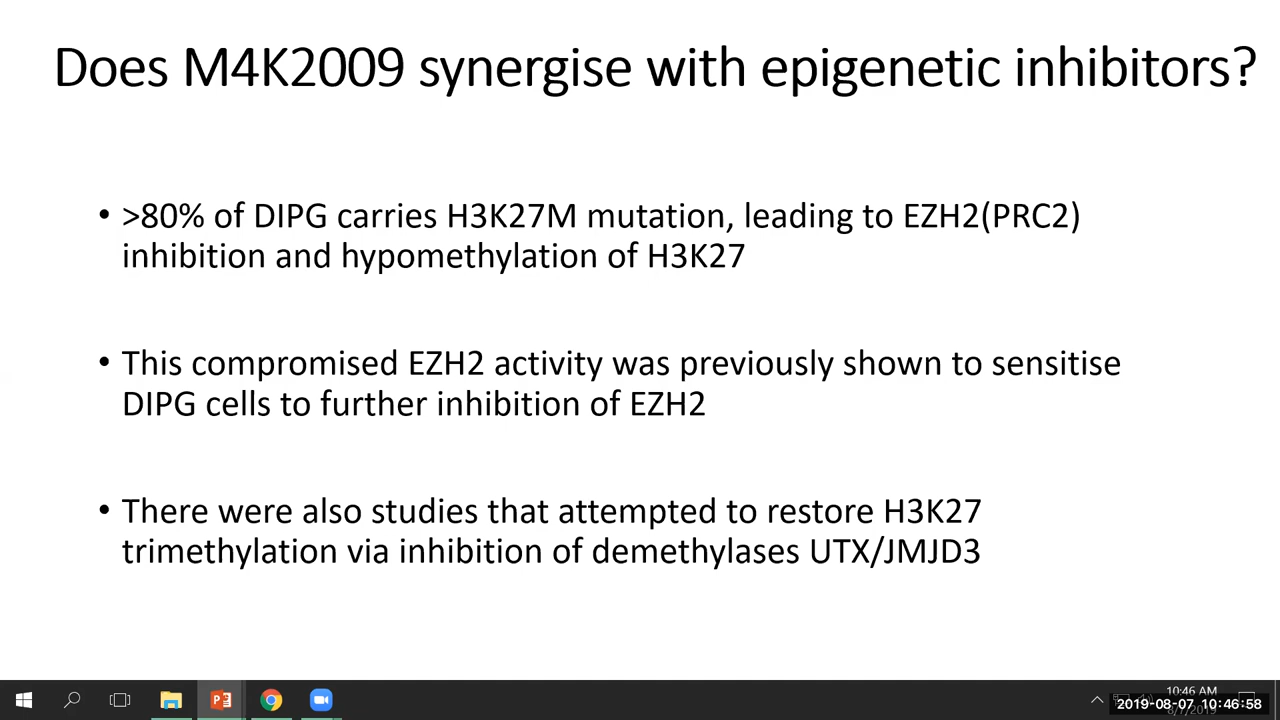 Does M4K2009 synergise with epigenetic inhibitors?
• >80% of DIPG carries H3K27M mutation, leading to EZH2(PRC2)
inhibition and hypomethylation of H3K27
• This compromised EZH2 activity was previously shown to sensitise
DIPG cells to further inhibition of EZH2
• There were also studies that attempted to restore H3K27
trimethylation via inhibition of demethylases UTX/JMJD3
10:46 AM
2019-08-07 10:46:58